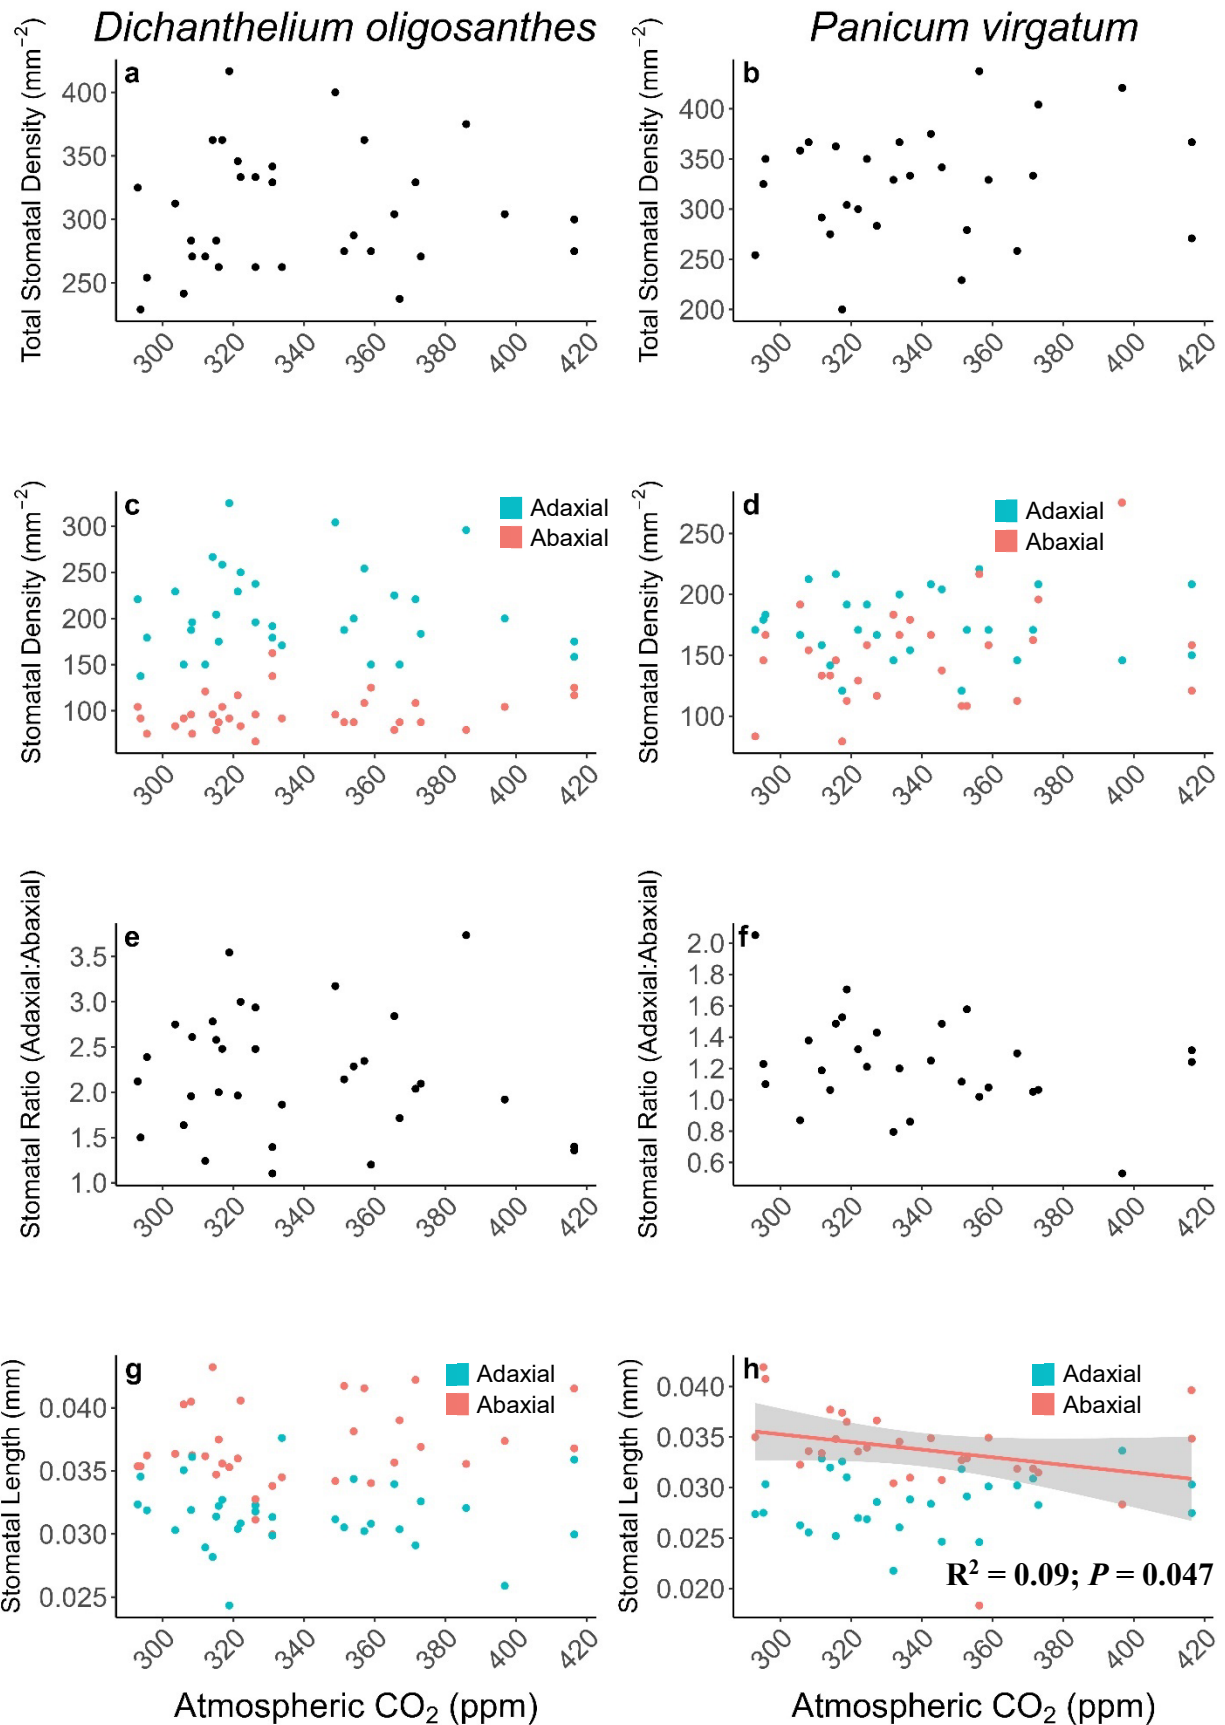 Dichanthelium oligosanthes
Panicum virgatum
a
Total Stomatal Density (mm⁻²)
400
350
300
250
300 320 340 360 380 400 420
b
Total Stomatal Density (mm⁻²)
400
350
300
250
200
300 320 340 360 380 400 420
c
Adaxial
Abaxial
Stomatal Density (mm⁻²)
300
250
200
150
100
300 320 340 360 380 400 420
d
Adaxial
Abaxial
Stomatal Density (mm⁻²)
250
200
150
100
300 320 340 360 380 400 420
e
Stomatal Ratio (Adaxial:Abaxial)
3.5
3.0
2.5
2.0
1.5
1.0
300 320 340 360 380 400 420
f
Stomatal Ratio (Adaxial:Abaxial)
2.0
1.8
1.6
1.4
1.2
1.0
0.8
0.6
300 320 340 360 380 400 420
g
Adaxial
Abaxial
Stomatal Length (mm)
0.040
0.035
0.030
0.025
300 320 340 360 380 400 420
Atmospheric CO₂ (ppm)
h
Adaxial
Abaxial
Stomatal Length (mm)
0.040
0.035
0.030
0.025
0.020
R² = 0.09; P = 0.047
300 320 340 360 380 400 420
Atmospheric CO₂ (ppm)